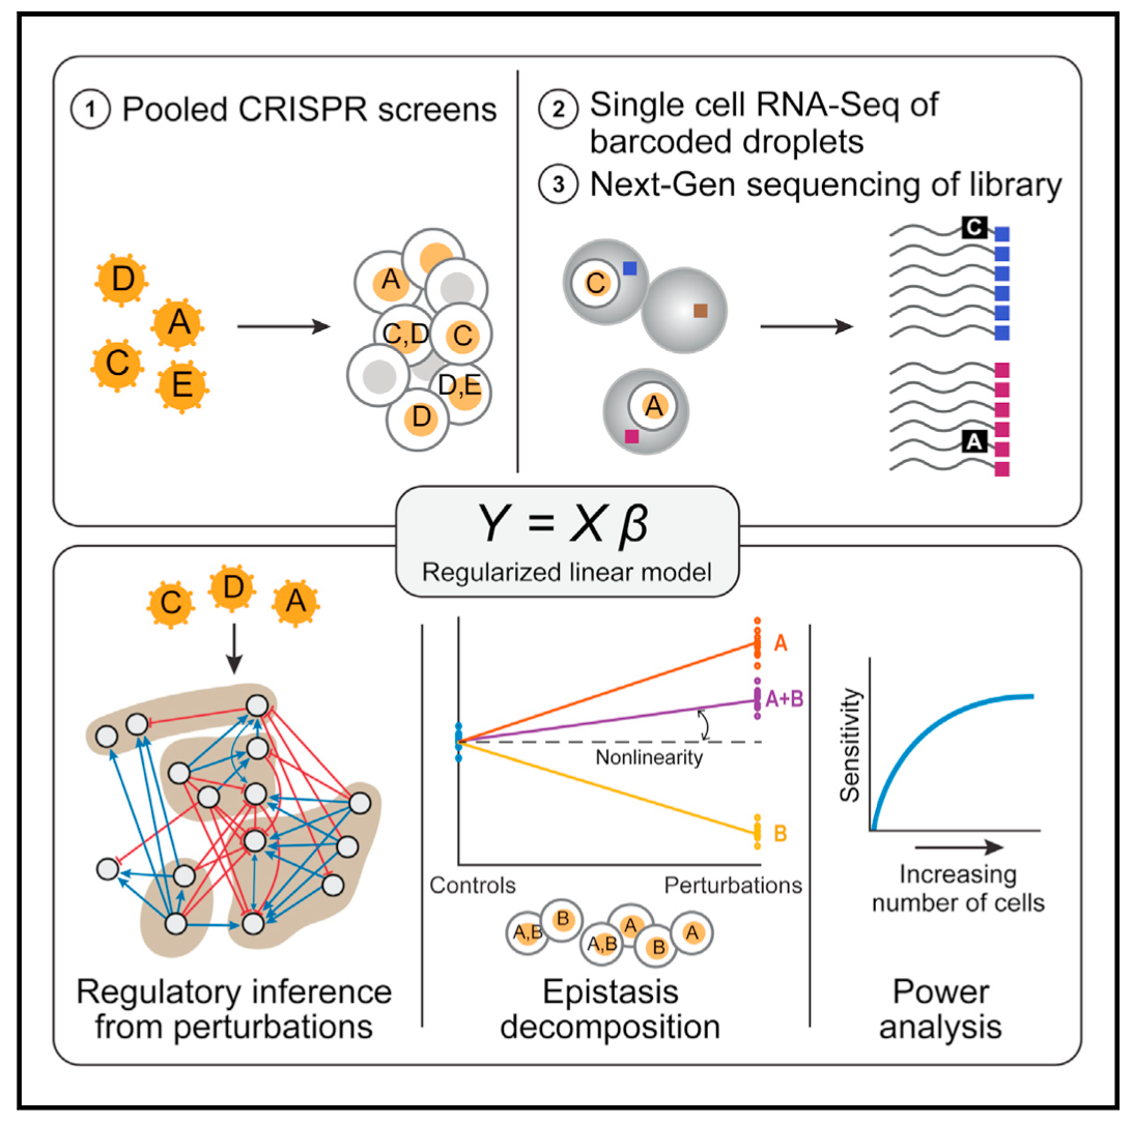 1 Pooled CRISPR screens
D
A
C
E
A
C,D
C
D,E
D
2 Single cell RNA-Seq of
barcoded droplets
3 Next-Gen sequencing of library
C
A
C
A
Y = X β
Regularized linear model
C
D
A
Regulatory inference
from perturbations
A
A+B
Nonlinearity
B
Controls
Perturbations
A,B
B
A,B
A
B
A
Epistasis
decomposition
Sensitivity
Increasing
number of cells
Power
analysis